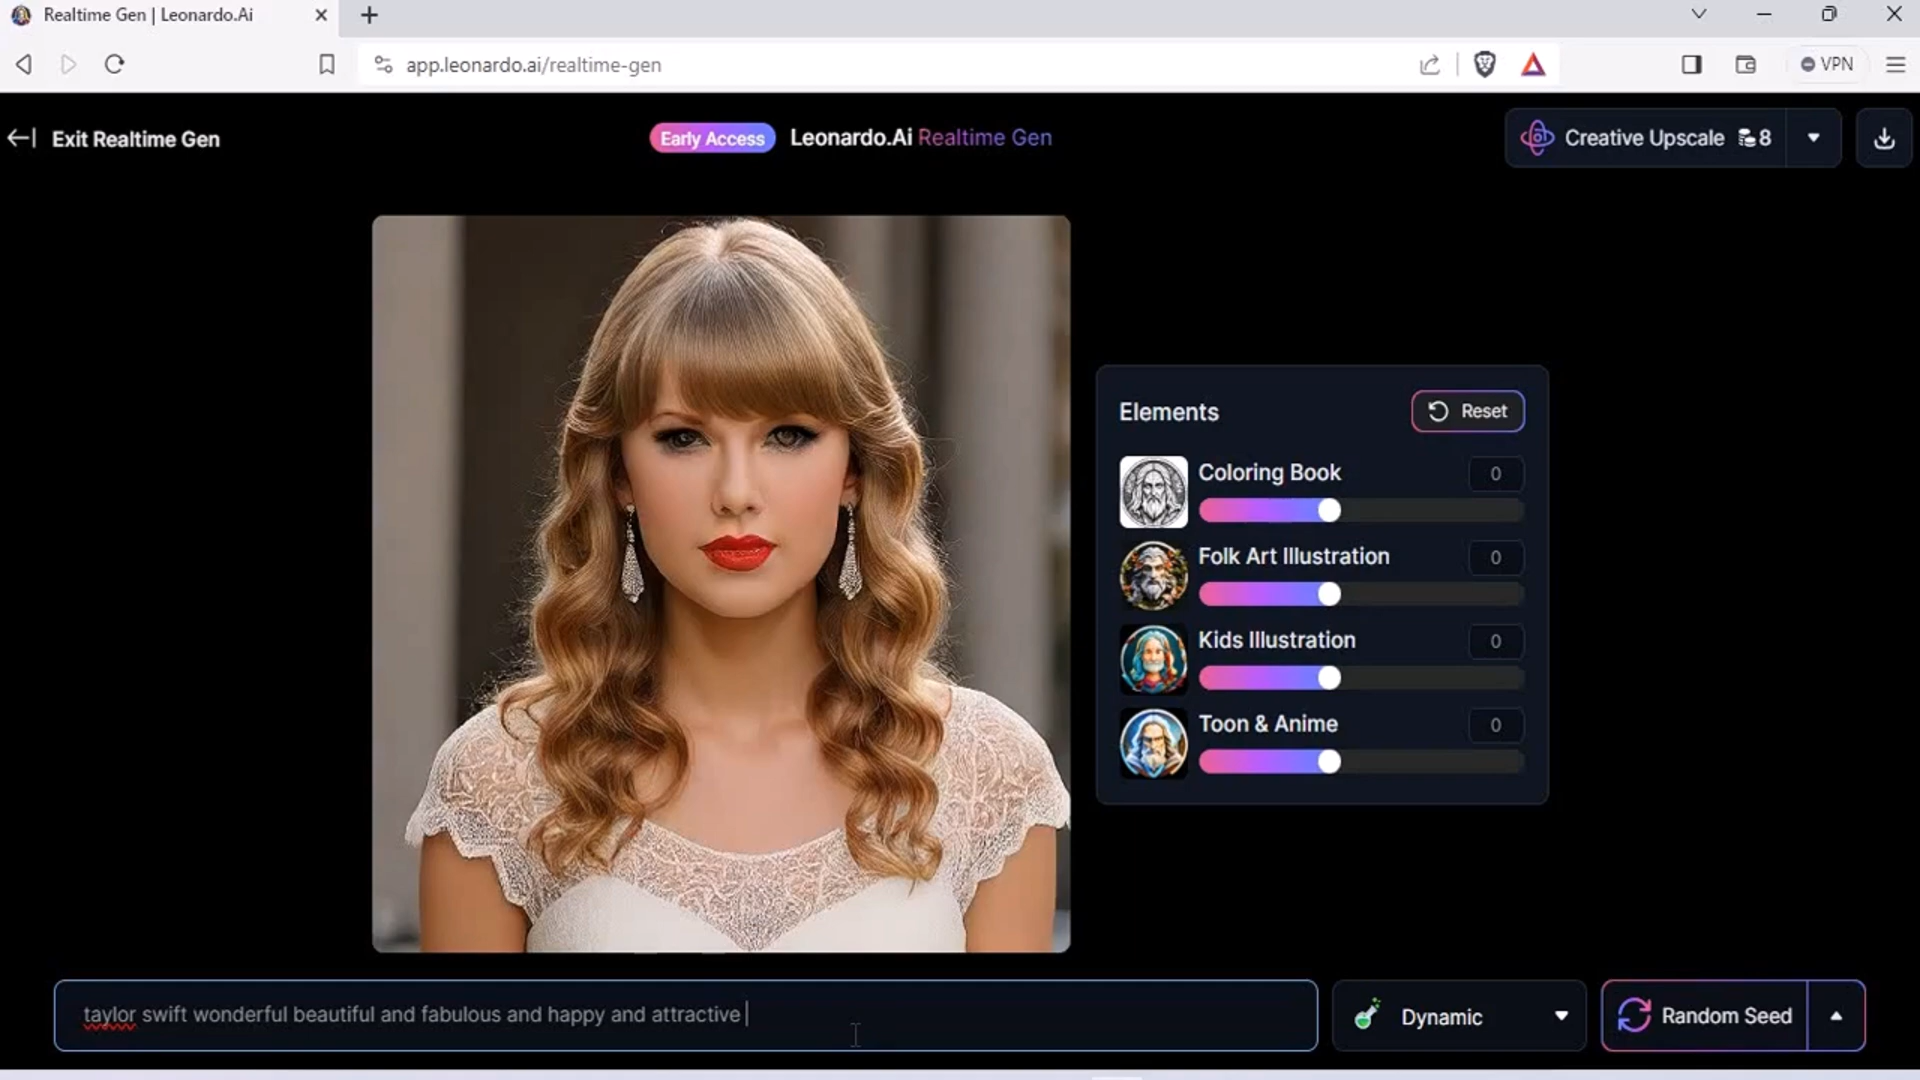 Realtime Gen | Leonardo.Ai
app.leonardo.ai/realtime-gen
VPN
Exit Realtime Gen
Early Access Leonardo.Ai Realtime Gen
Creative Upscale 8
Elements
Reset
Coloring Book 0
Folk Art Illustration 0
Kids Illustration 0
Toon & Anime 0
taylor swift wonderful beautiful and fabulous and happy and attractive
Dynamic
Random Seed